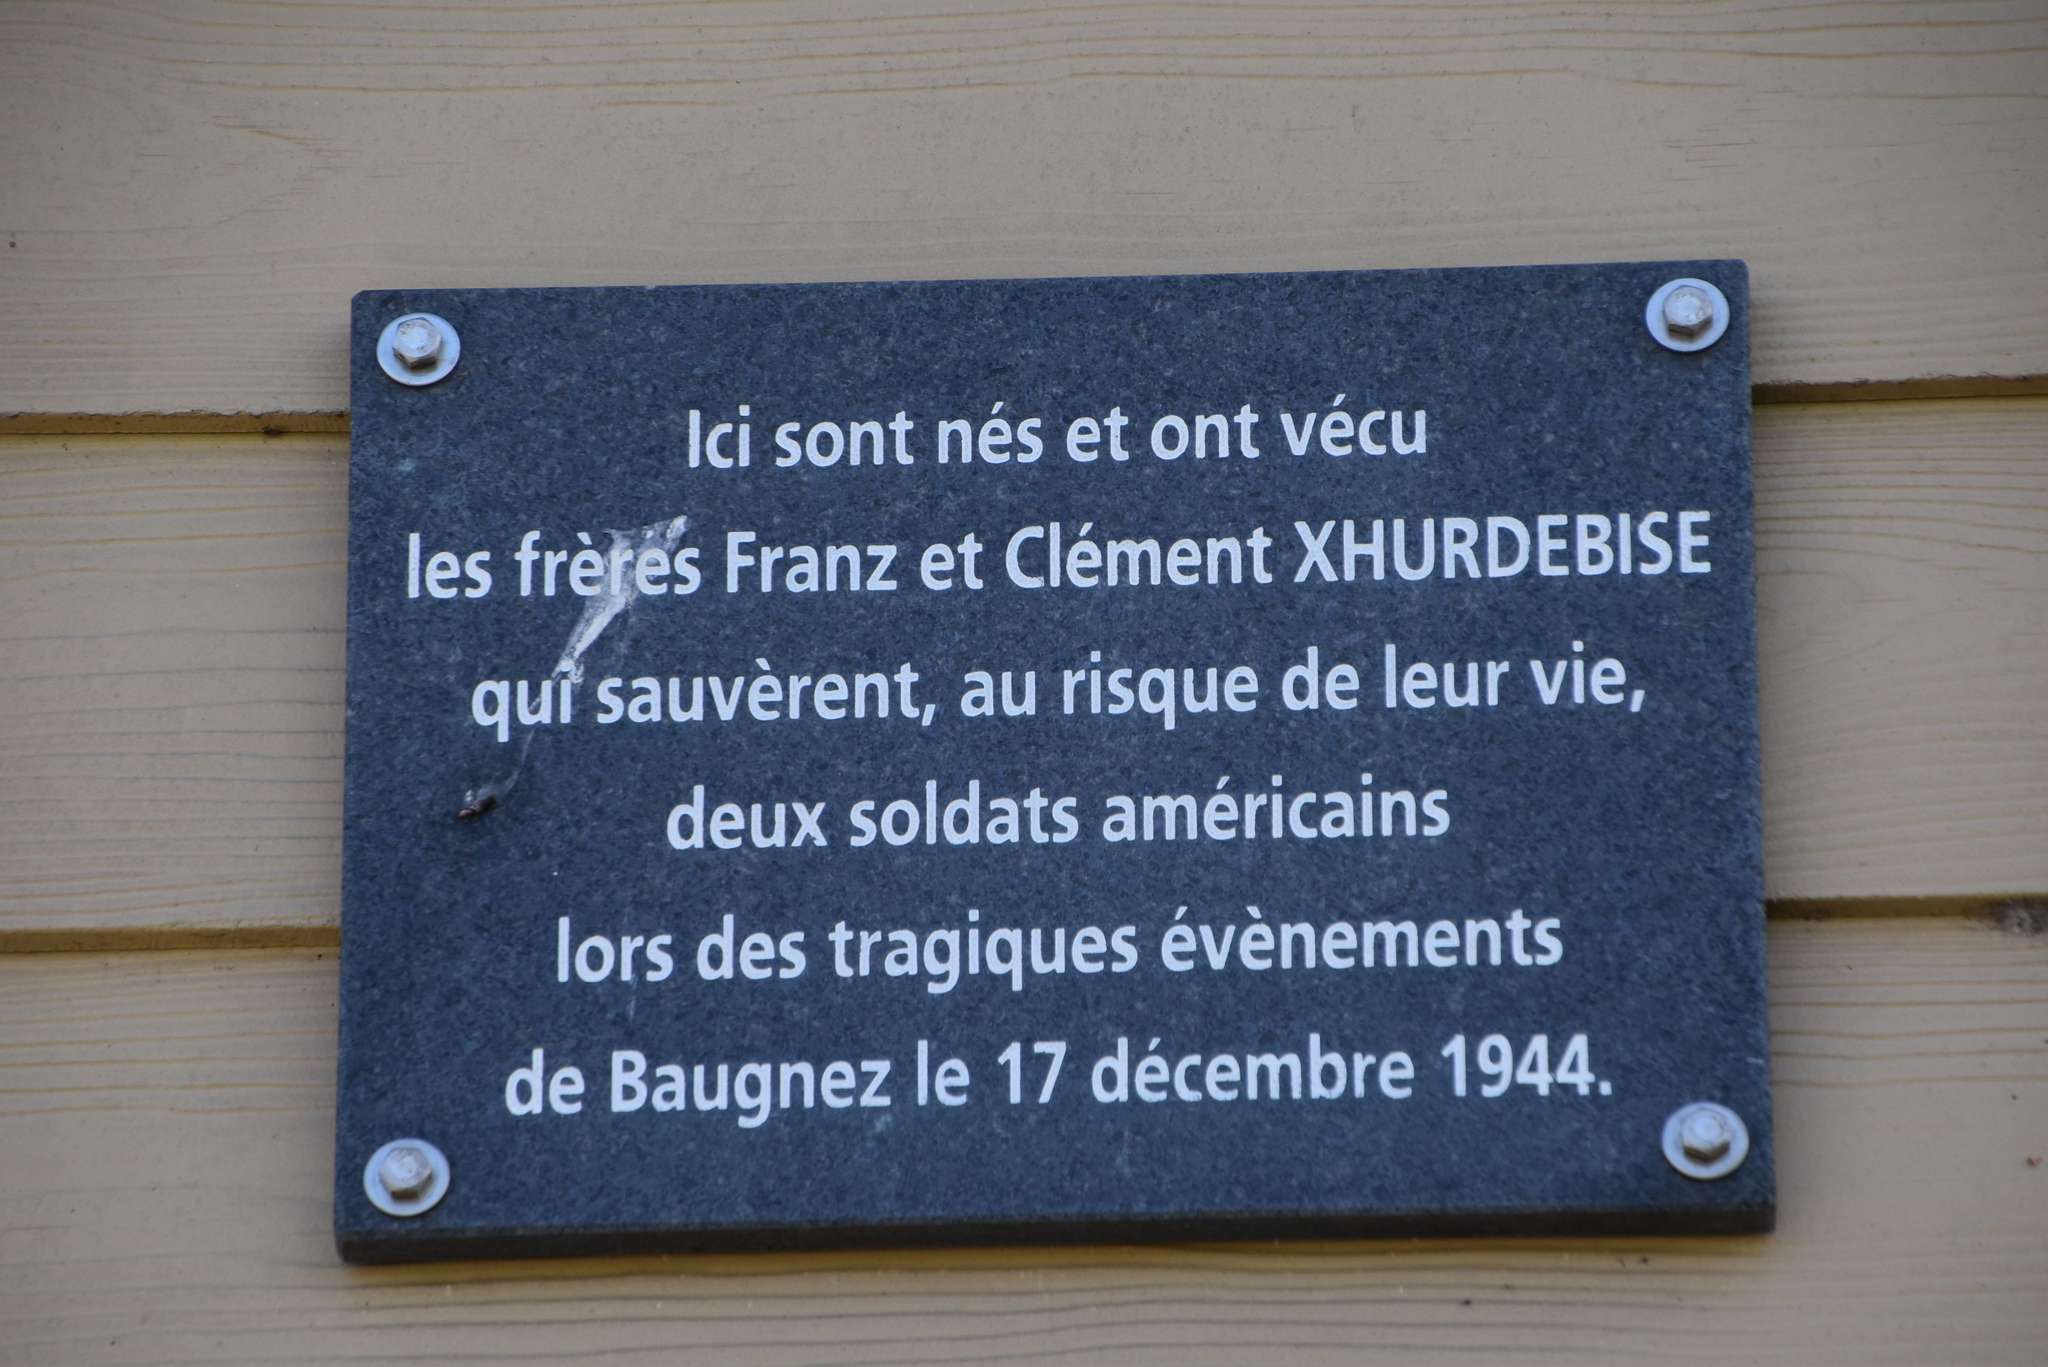 Ici sont nés et ont vécu
les frères Franz et Clément XHURDEBISE
qui sauvèrent, au risque de leur vie,
deux soldats américains
lors des tragiques évènements
de Baugnez le 17 décembre 1944.